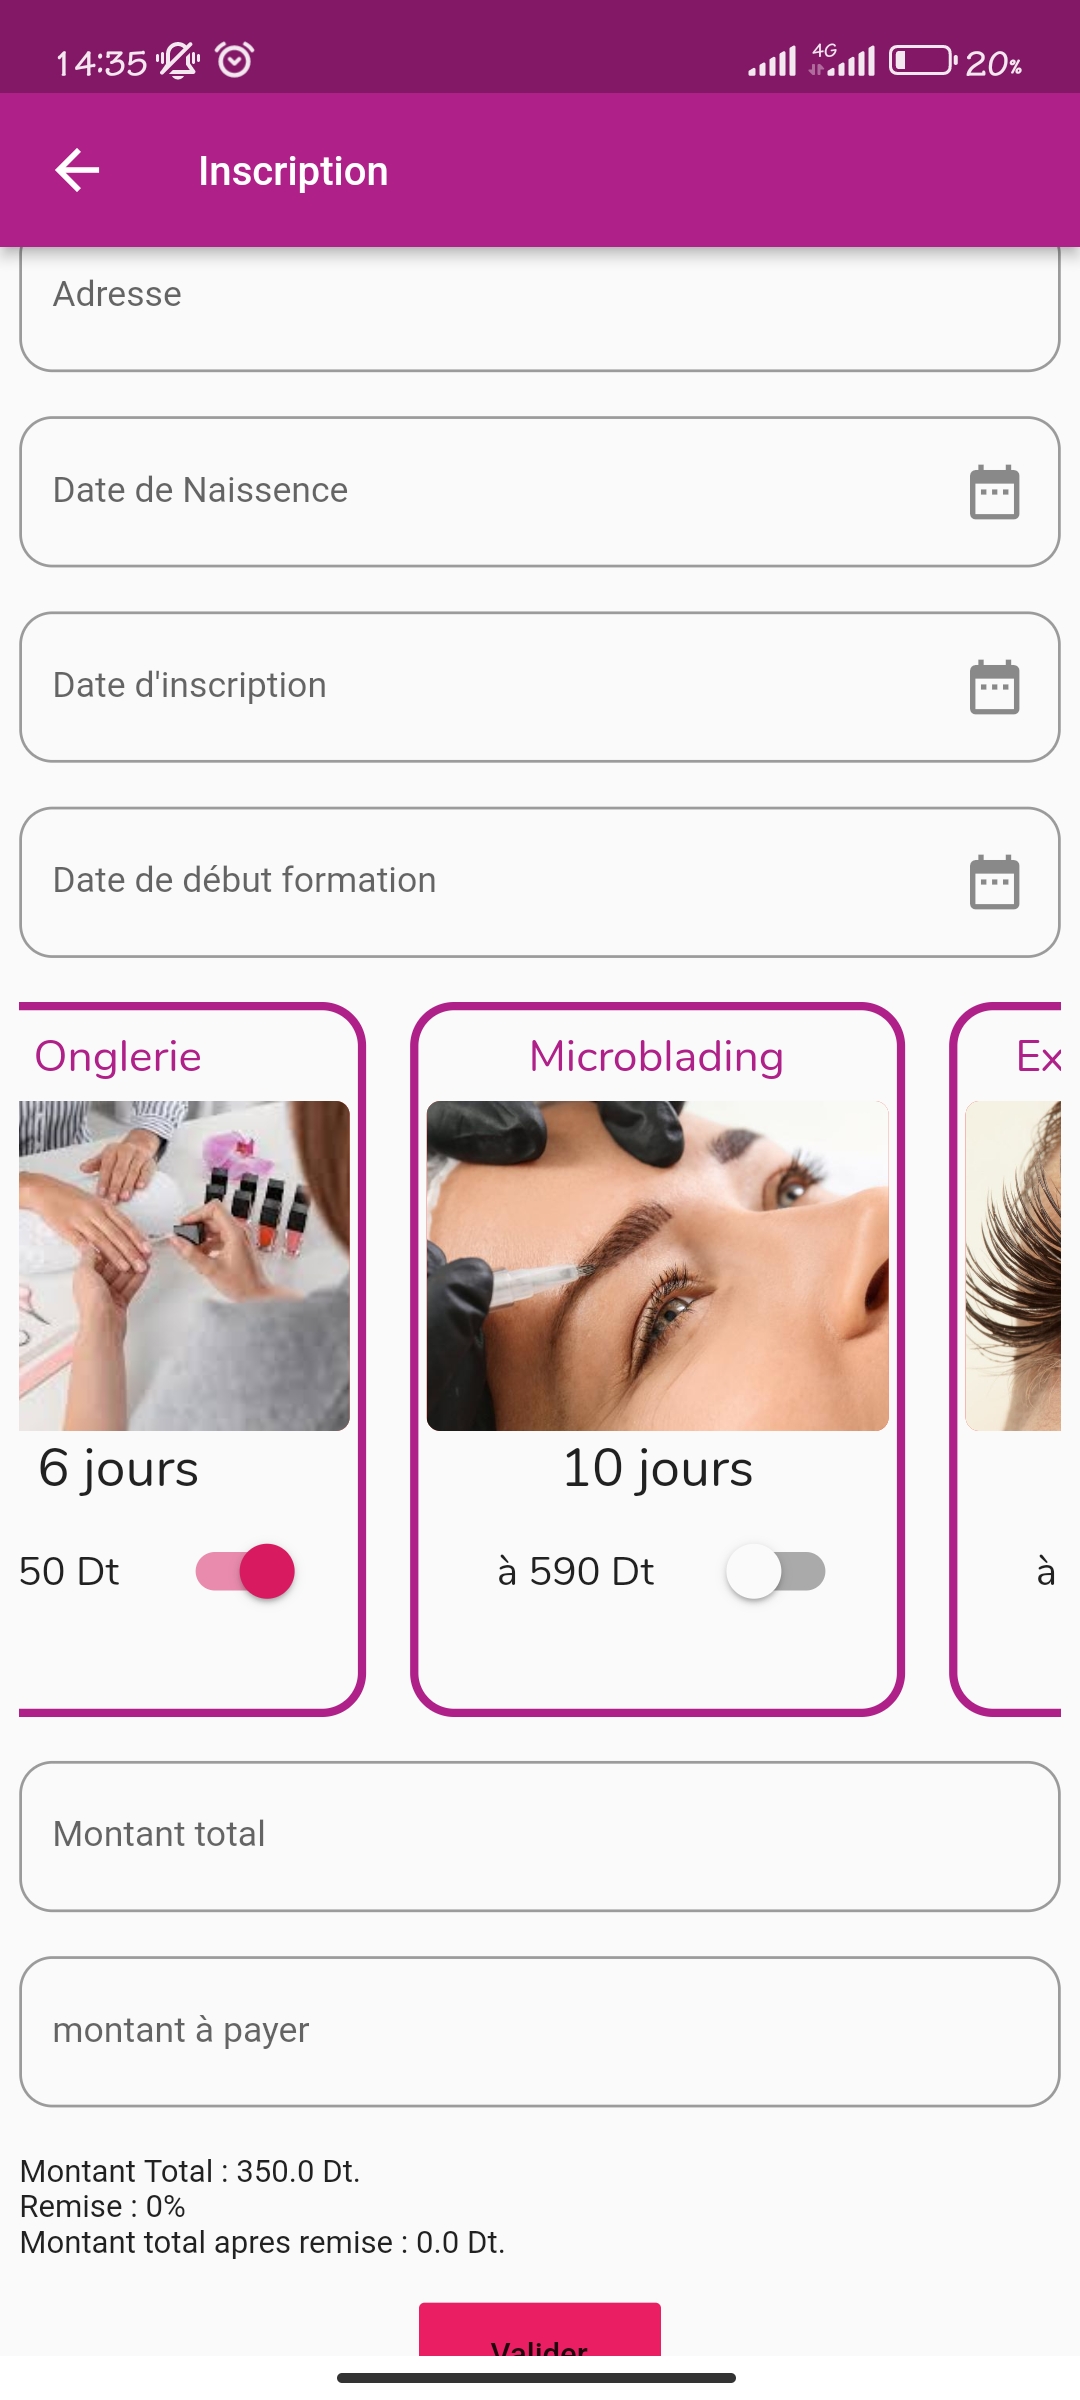 14:35 4G 20%
Inscription
Adresse
Date de Naissence
Date d'inscription
Date de début formation
Onglerie Microblading Ex
6 jours 10 jours
50 Dt à 590 Dt à
Montant total
montant à payer
Montant Total : 350.0 Dt.
Remise : 0%
Montant total apres remise : 0.0 Dt.
Valider